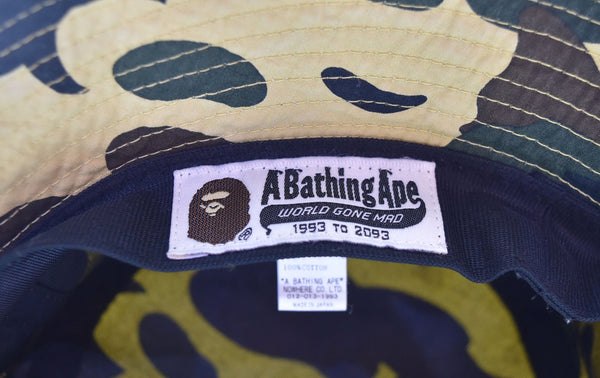 A Bathing Ape
WORLD GONE MAD
1993 TO 2093
®
100%COTTON
"A BATHING APE"
NOWHERE CO. LTD.
012-013-1993
MADE IN JAPAN